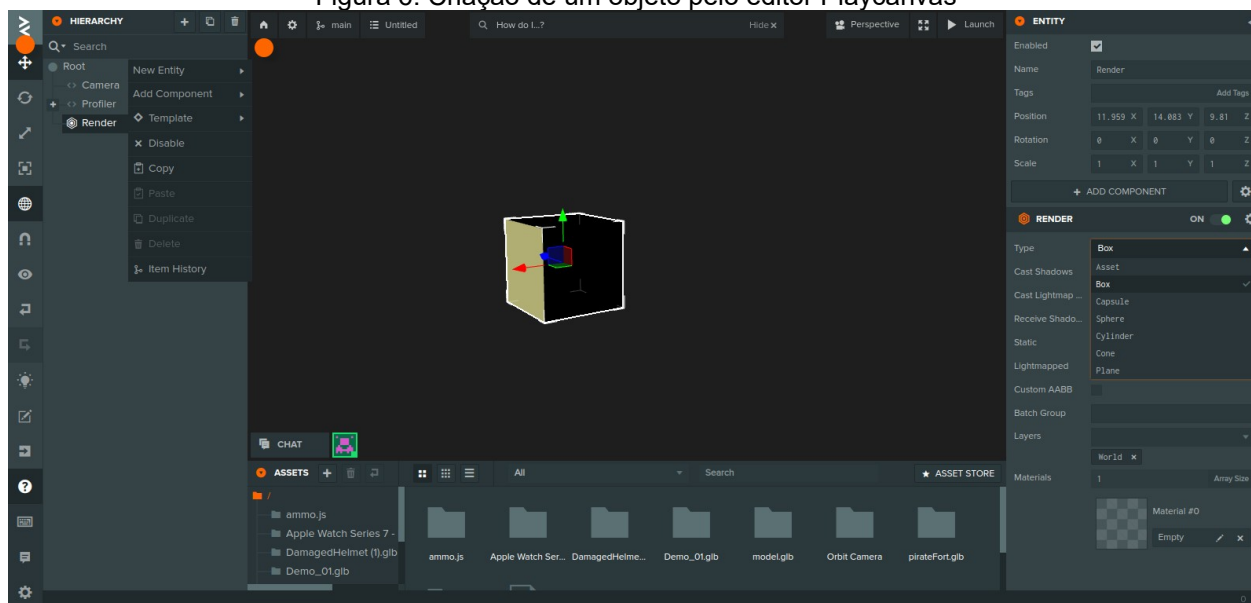 Figura 6: Criação de um objeto pelo editor Playcanvas
HIERARCHY
Search
Root
Camera
Profiler
Render
New Entity
Add Component
Template
Disable
Copy
Paste
Duplicate
Delete
Item History
main
Untitled
How do I...?
Hide x
Perspective
Launch
CHAT
ASSETS
All
Search
ASSET STORE
/
ammo.js
Apple Watch Series 7 -
DamagedHelmet (1).glb
Demo_01.glb
ammo.js
Apple Watch Ser...
DamagedHelme...
Demo_01.glb
model.glb
Orbit Camera
pirateFort.glb
ENTITY
Enabled
Name Render
Tags Add Tags
Position 11.959 X 14.083 Y 9.81 Z
Rotation 0 X 0 Y 0 Z
Scale 1 X 1 Y 1 Z
+ ADD COMPONENT
RENDER ON
Type Box
Asset
Box
Capsule
Sphere
Cylinder
Cone
Plane
Cast Shadows
Cast Lightmap ...
Receive Shado...
Static
Lightmapped
Custom AABB
Batch Group
Layers
World x
Materials 1 Array Size
Material #0
Empty
0